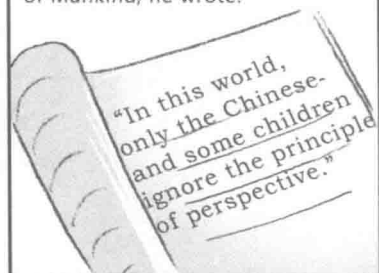 of Mankind, he wrote:
"In this world,
only the Chinese-
and some children
ignore the principle
of perspective."